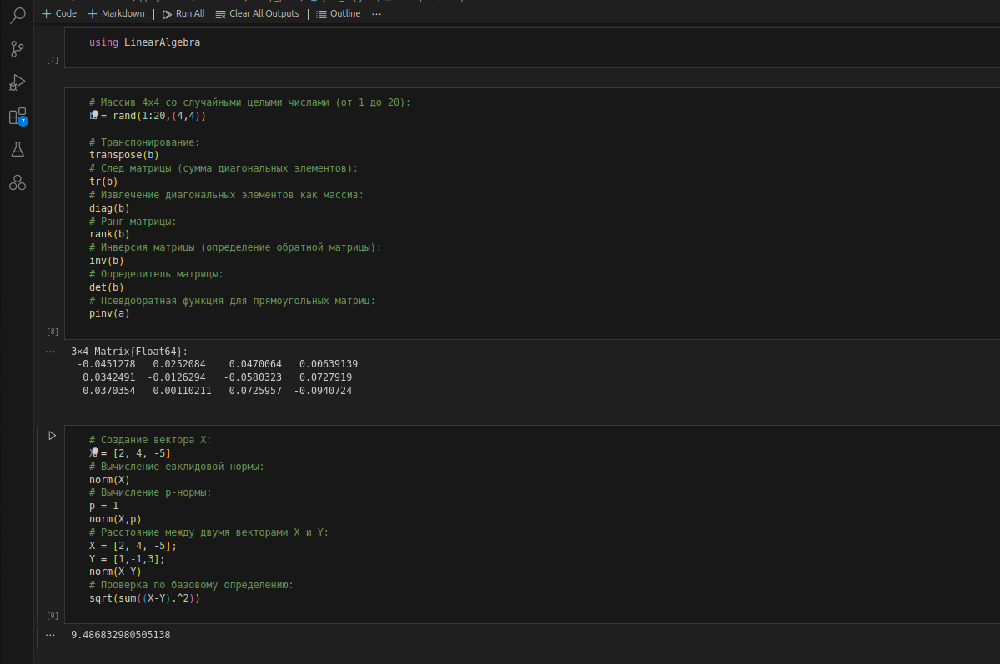 Code Markdown Run All Clear All Outputs Outline ...
using LinearAlgebra
[7]
# Массив 4x4 со случайными целыми числами (от 1 до 20):
= rand(1:20,(4,4))
# Транспонирование:
transpose(b)
# След матрицы (сумма диагональных элементов):
tr(b)
# Извлечение диагональных элементов как массив:
diag(b)
# Ранг матрицы:
rank(b)
# Инверсия матрицы (определение обратной матрицы):
inv(b)
# Определитель матрицы:
det(b)
# Псевдобратная функция для прямоугольных матриц:
pinv(a)
[8]
... 3×4 Matrix{Float64}:
-0.0451278 0.0252084 0.0470064 0.00639139
0.0342491 -0.0126294 -0.0580323 0.0727919
0.0370354 0.00110211 0.0725957 -0.0940724
# Создание вектора X:
= [2, 4, -5]
# Вычисление евклидовой нормы:
norm(X)
# Вычисление p-нормы:
p = 1
norm(X,p)
# Расстояние между двумя векторами X и Y:
X = [2, 4, -5];
Y = [1,-1,3];
norm(X-Y)
# Проверка по базовому определению:
sqrt(sum((X-Y).^2))
[9]
... 9.486832980505138
7